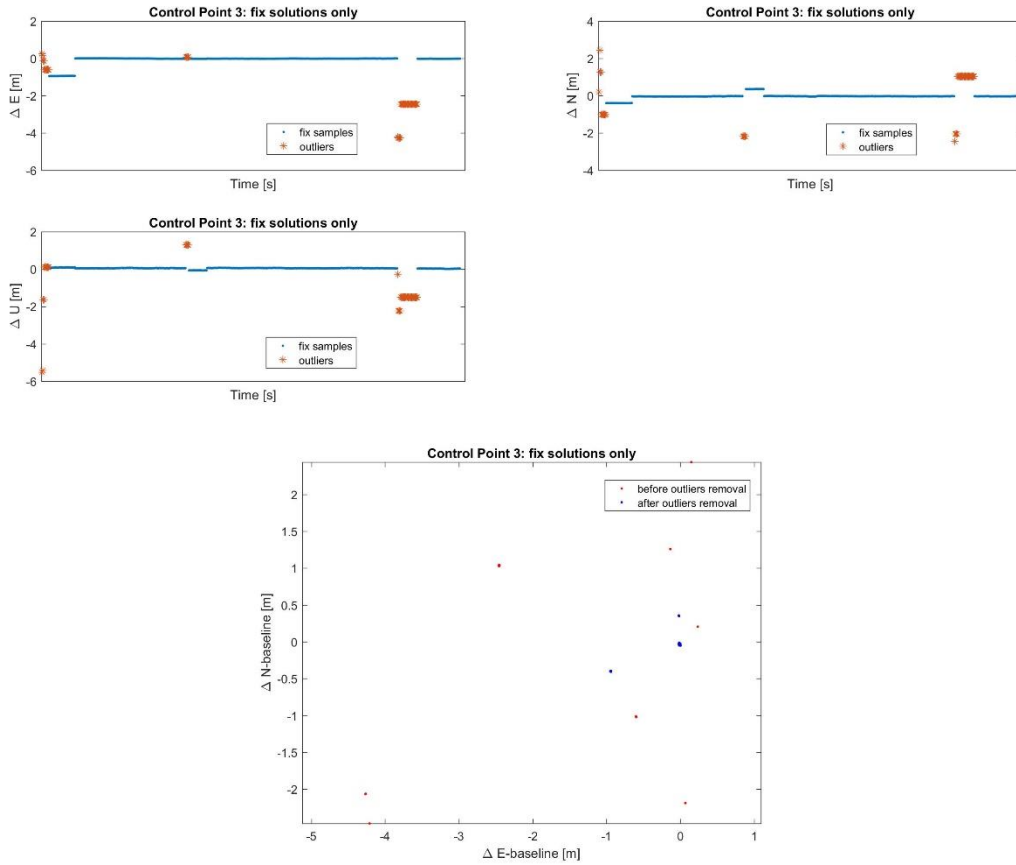 Control Point 3: fix solutions only
2
0
-2
-4
-6
Δ E [m]
fix samples
outliers
Time [s]
Control Point 3: fix solutions only
4
2
0
-2
-4
Δ N [m]
fix samples
outliers
Time [s]
Control Point 3: fix solutions only
2
0
-2
-4
-6
Δ U [m]
fix samples
outliers
Time [s]
Control Point 3: fix solutions only
2
1.5
1
0.5
0
-0.5
-1
-1.5
-2
Δ N-baseline [m]
before outliers removal
after outliers removal
-5 -4 -3 -2 -1 0 1
Δ E-baseline [m]